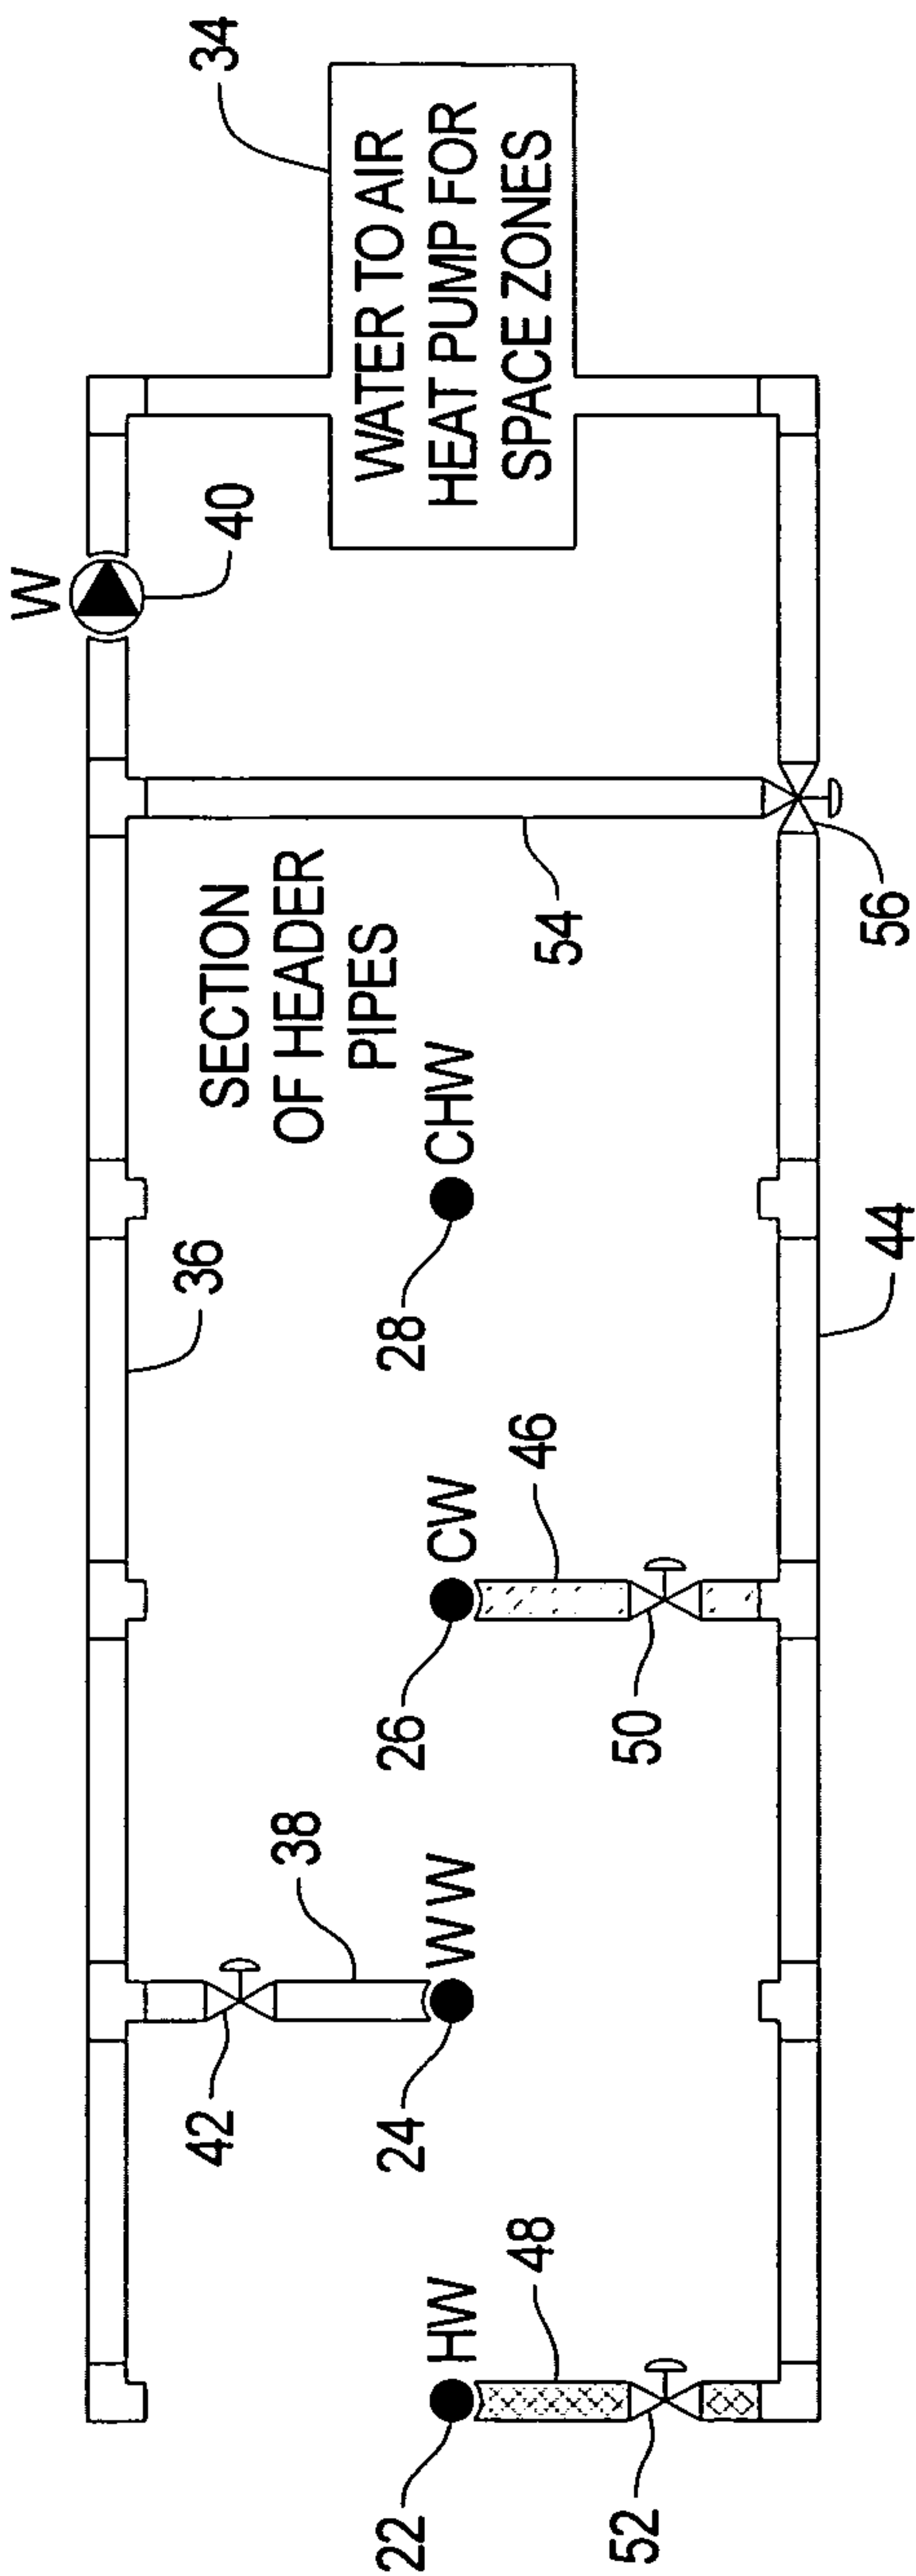 W
40
34
WATER TO AIR
HEAT PUMP FOR
SPACE ZONES
36
SECTION
OF HEADER
PIPES
54
56
42
38
HW
22
WW
24
CW
26
CHW
28
48
52
46
50
44